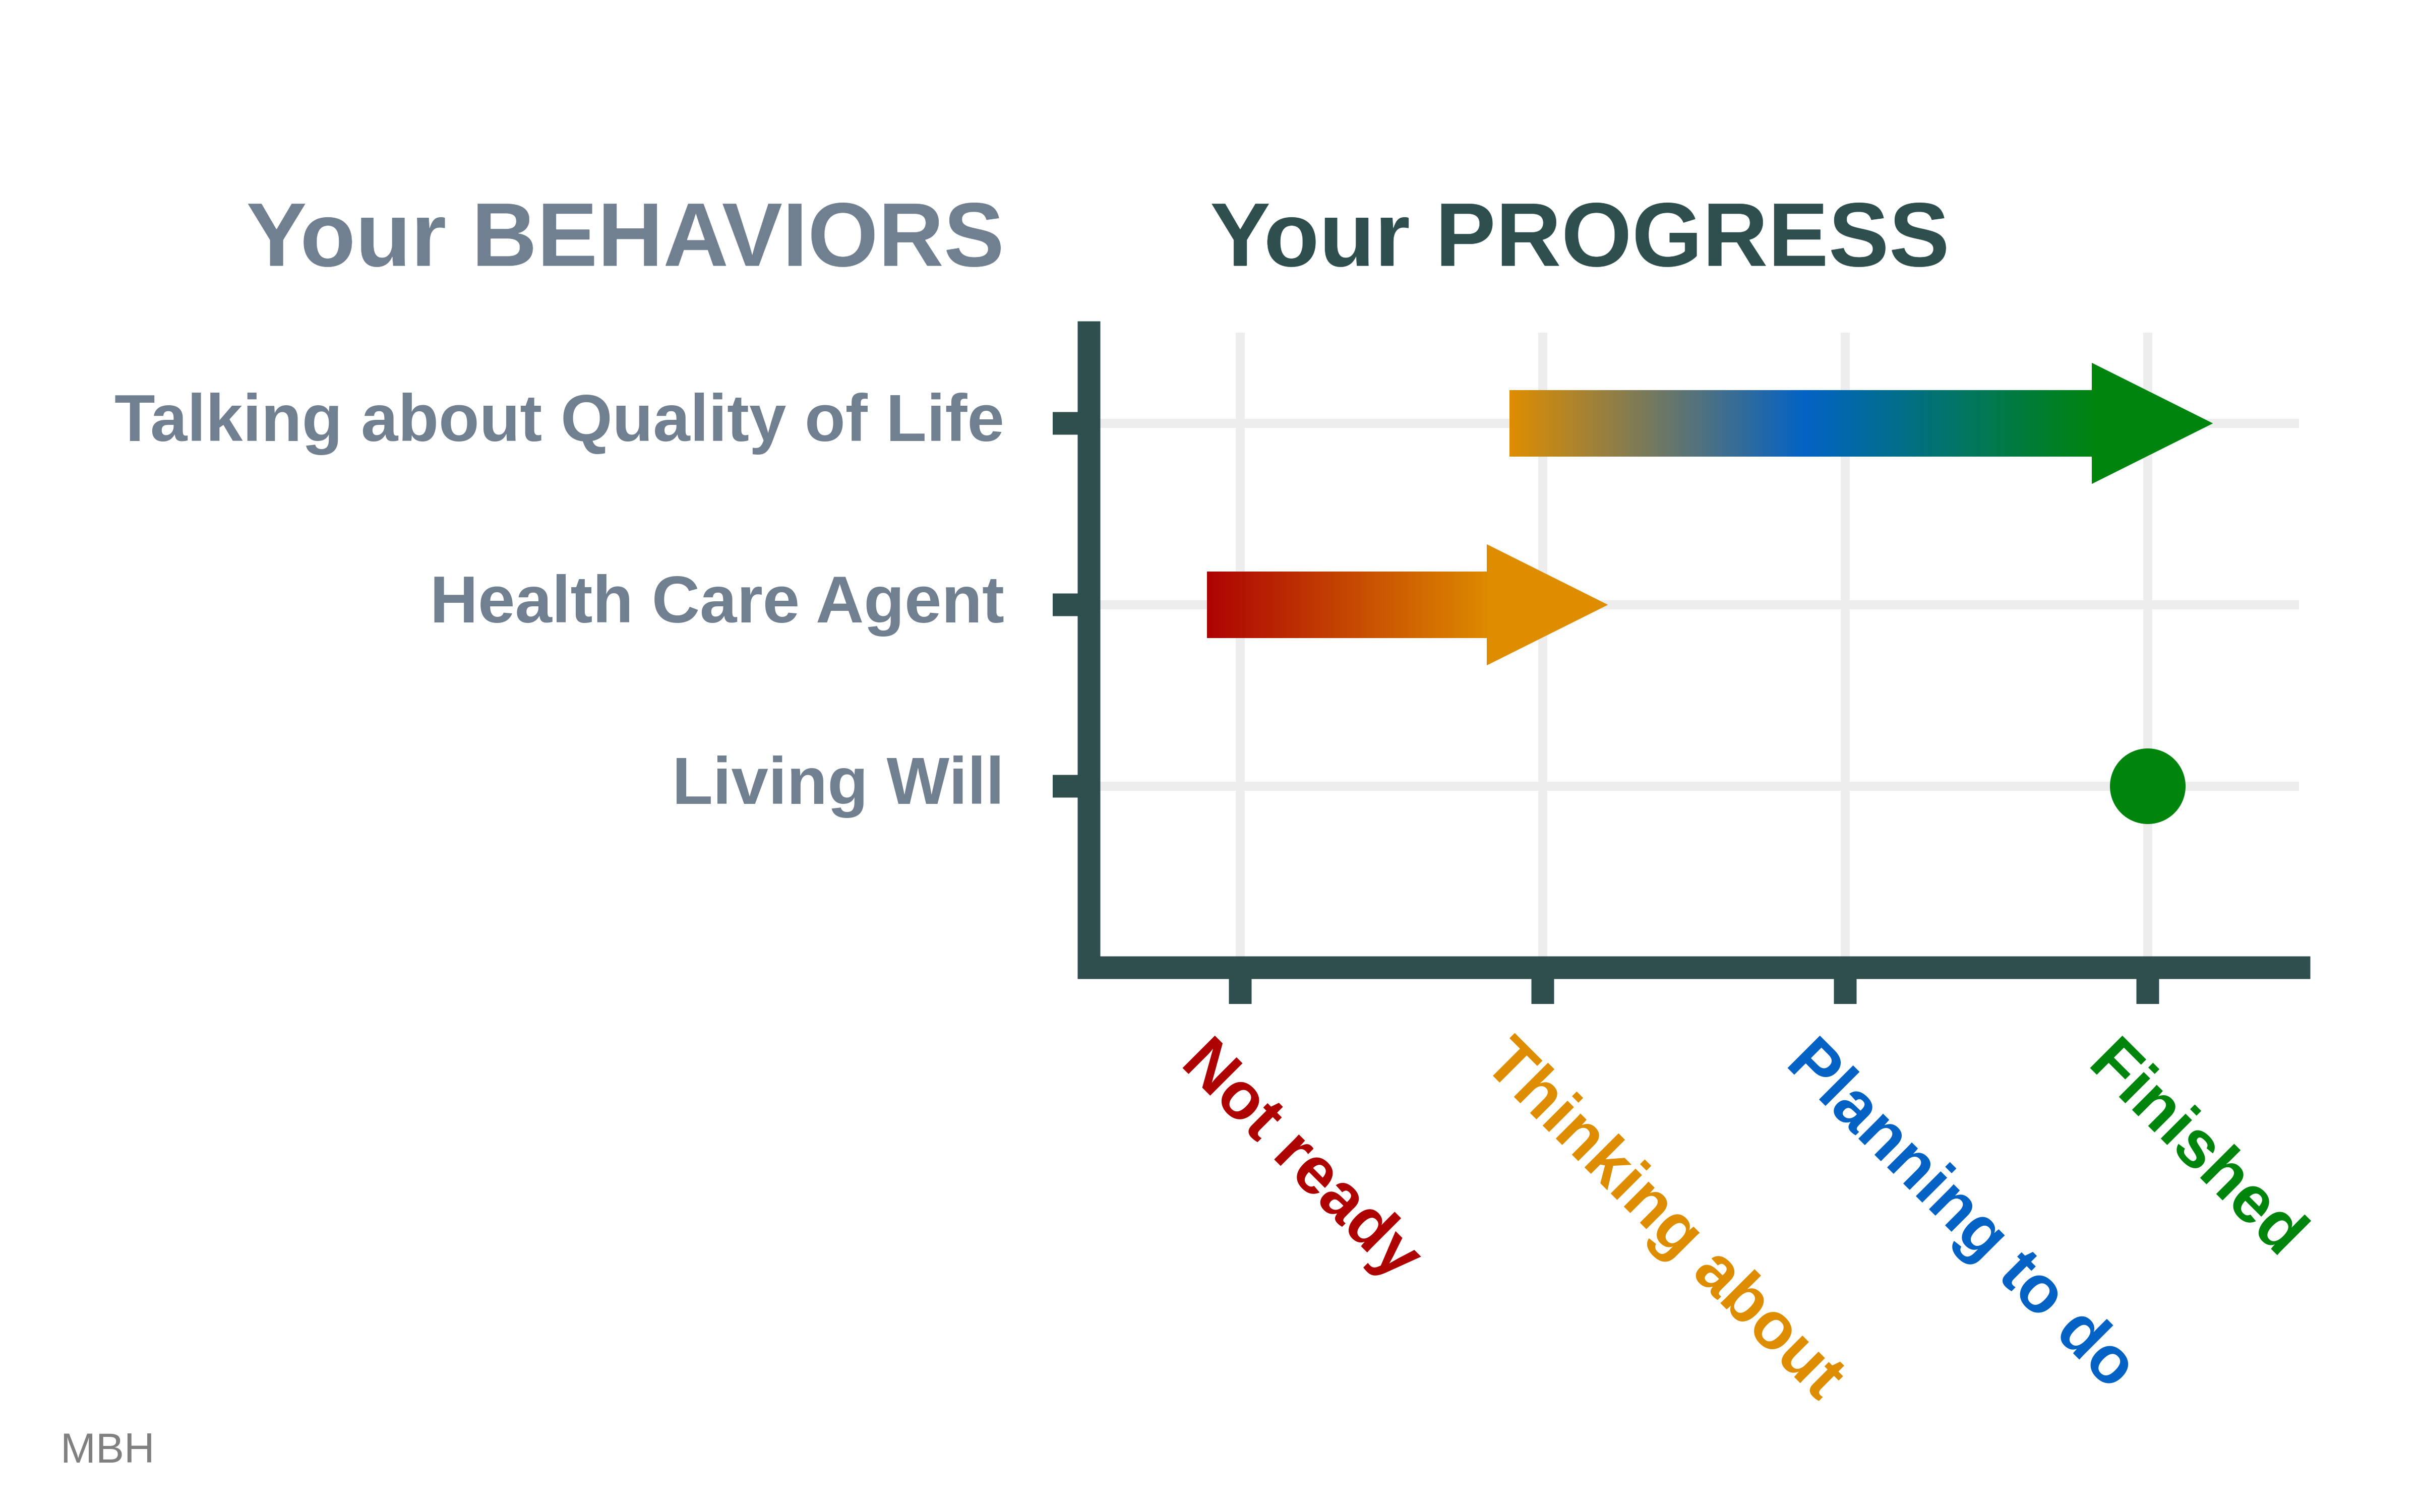 Your BEHAVIORS
Your PROGRESS
Talking about Quality of Life
Health Care Agent
Living Will
Not ready
Thinking about
Planning to do
Finished
MBH